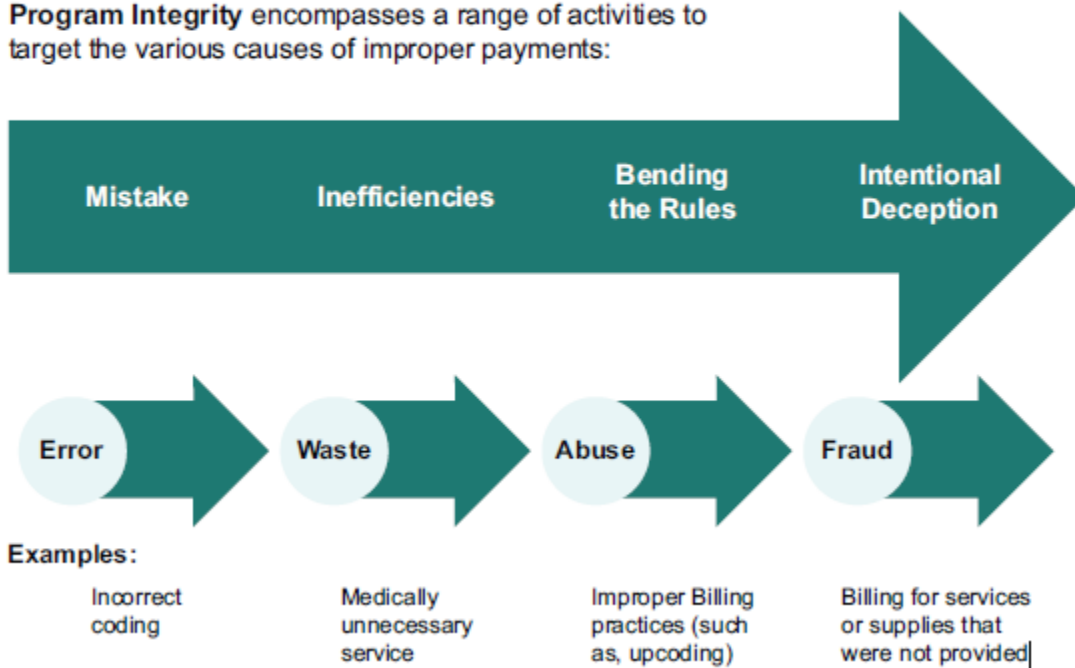 Program Integrity encompasses a range of activities to
target the various causes of improper payments:
Mistake
Inefficiencies
Bending
the Rules
Intentional
Deception
Error
Waste
Abuse
Fraud
Examples:
Incorrect
coding
Medically
unnecessary
service
Improper Billing
practices (such
as, upcoding)
Billing for services
or supplies that
were not provided